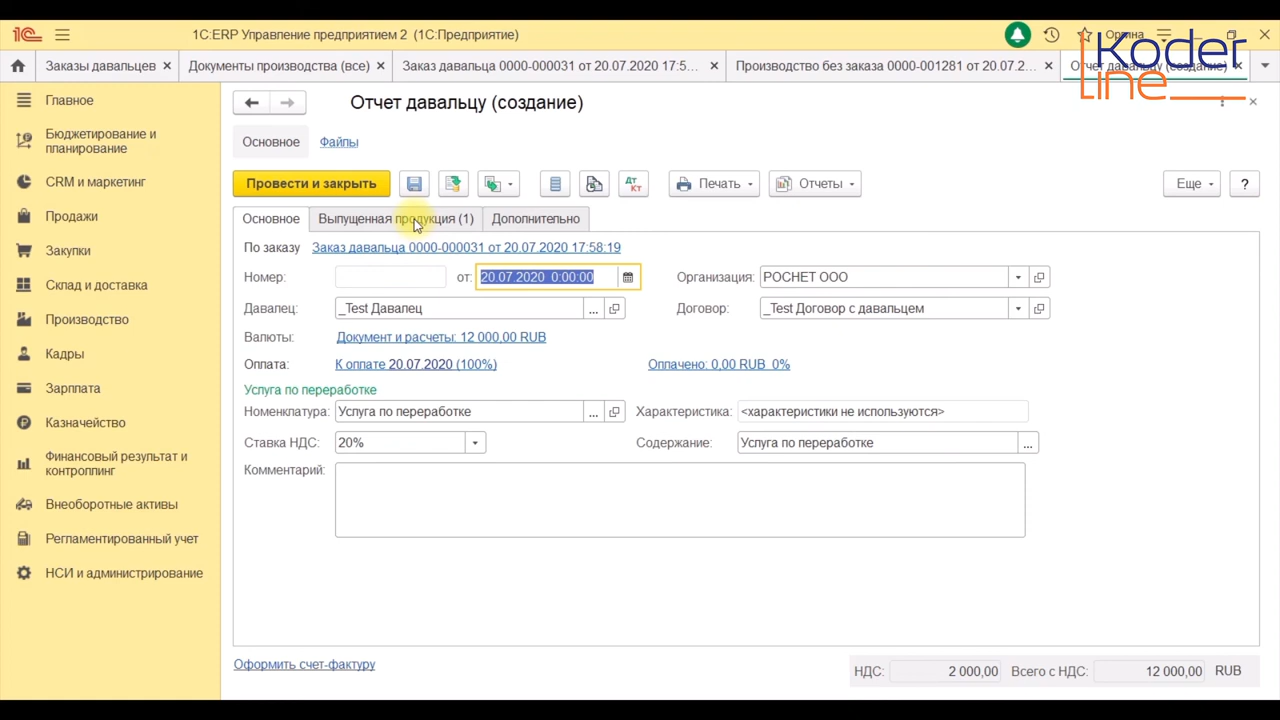 1С:ERP Управление предприятием 2 (1С:Предприятие)
Koder
line
Заказы давальцев
Документы производства (все)
Заказ давальца 0000-000031 от 20.07.2020 17:5...
Производство без заказа 0000-001281 от 20.07.2...
Отчет давальцу (создание)
Главное
Бюджетирование и
планирование
CRM и маркетинг
Продажи
Закупки
Склад и доставка
Производство
Кадры
Зарплата
Казначейство
Финансовый результат и
контроллинг
Внеоборотные активы
Регламентированный учет
НСИ и администрирование
Отчет давальцу (создание)
Основное Файлы
Провести и закрыть Дт Кт Печать Отчеты Еще ?
Основное Выпущенная продукция (1) Дополнительно
По заказу Заказ давальца 0000-000031 от 20.07.2020 17:58:19
Номер: от: 20.07.2020 0:00:00 Организация: РОСНЕТ ООО
Давалец: _Test Давалец ... Договор: _Test Договор с давальцем
Валюты: Документ и расчеты: 12 000,00 RUB
Оплата: К оплате 20.07.2020 (100%) Оплачено: 0,00 RUB 0%
Услуга по переработке
Номенклатура: Услуга по переработке ... Характеристика: <характеристики не используются>
Ставка НДС: 20% Содержание: Услуга по переработке ...
Комментарий:
Оформить счет-фактуру НДС: 2 000,00 Всего с НДС: 12 000,00 RUB